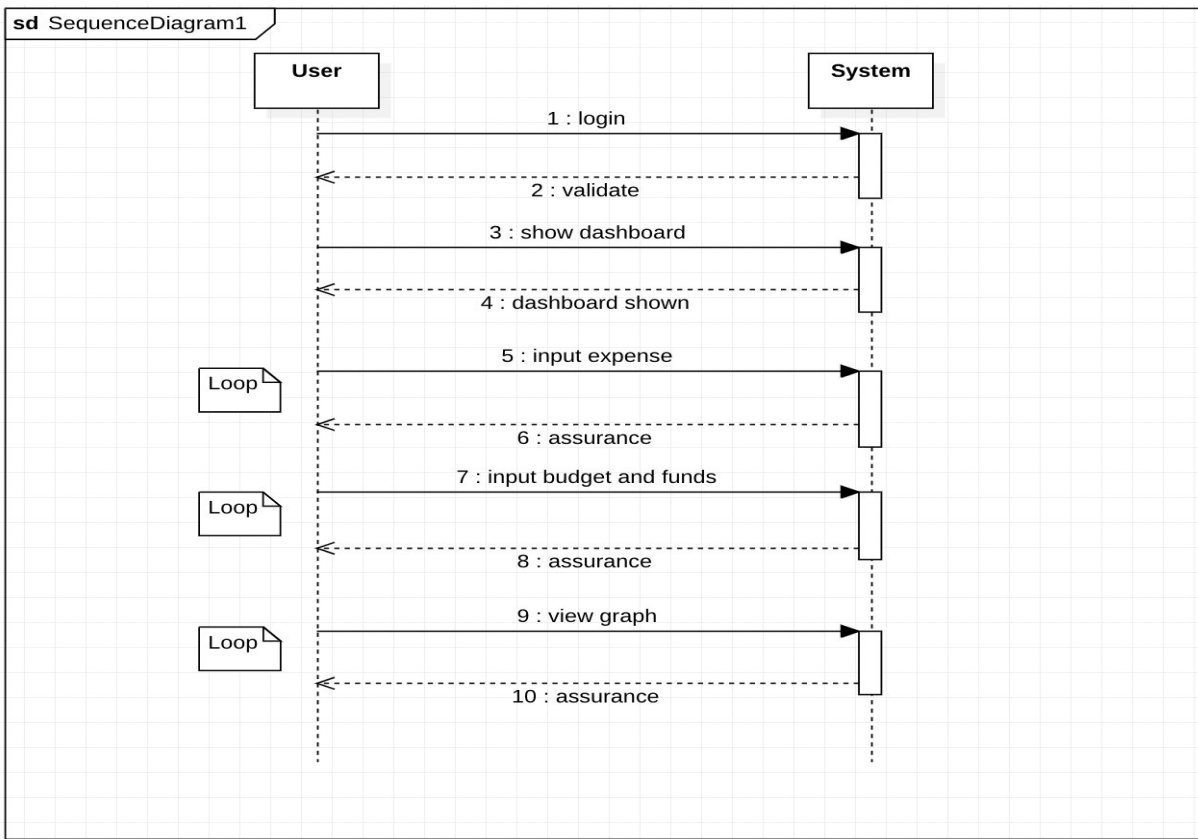 sd SequenceDiagram1
User
System
1 : login
2 : validate
3 : show dashboard
4 : dashboard shown
5 : input expense
Loop
6 : assurance
7 : input budget and funds
Loop
8 : assurance
9 : view graph
Loop
10 : assurance